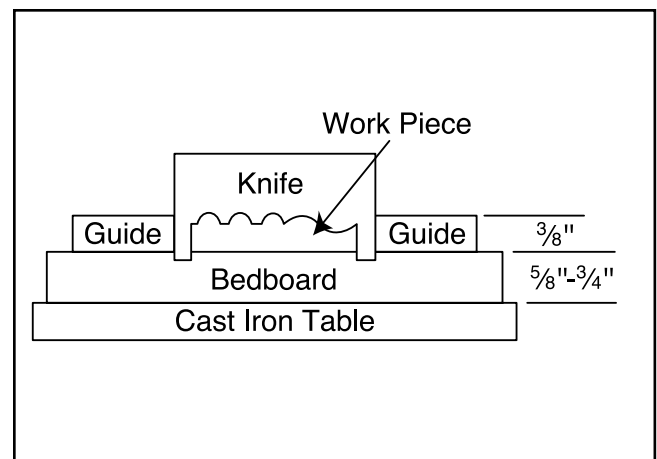 Work Piece
Knife
Guide
Guide
3/8"
Bedboard
5/8"-3/4"
Cast Iron Table